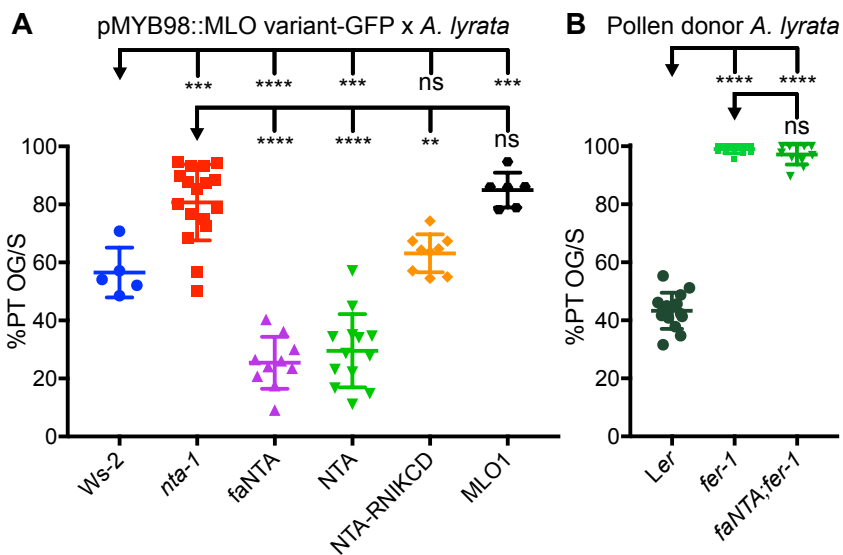 A pMYB98::MLO variant-GFP x A. lyrata
*** **** *** ns ***
**** **** ** ns
%PT OG/S
100
80
60
40
20
0
Ws-2
nta-1
faNTA
NTA
NTA-RNIKCD
MLO1
B Pollen donor A. lyrata
**** ****
ns
%PT OG/S
100
80
60
40
20
0
Ler
fer-1
faNTA;fer-1